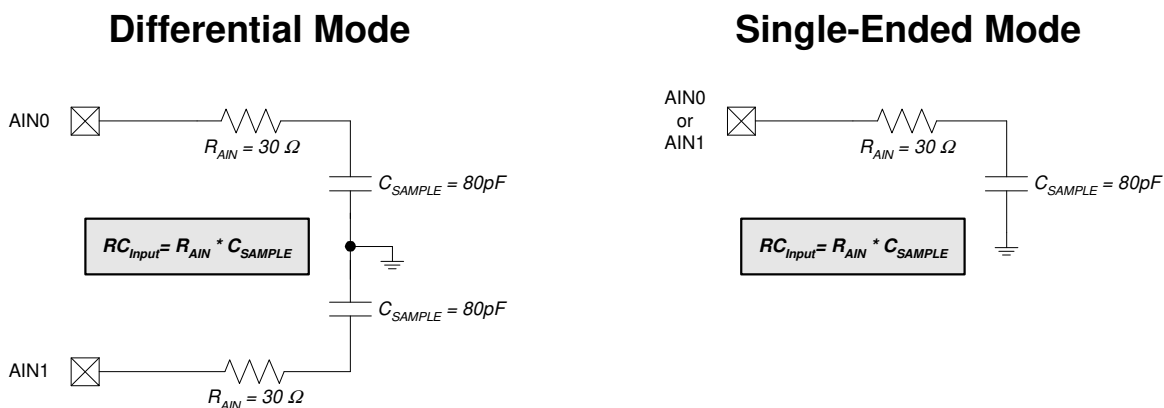 Differential Mode
AIN0
R_AIN = 30 Ω
C_SAMPLE = 80pF
RC_Input= R_AIN * C_SAMPLE
C_SAMPLE = 80pF
AIN1
R_AIN = 30 Ω
Single-Ended Mode
AIN0
or
AIN1
R_AIN = 30 Ω
C_SAMPLE = 80pF
RC_Input= R_AIN * C_SAMPLE